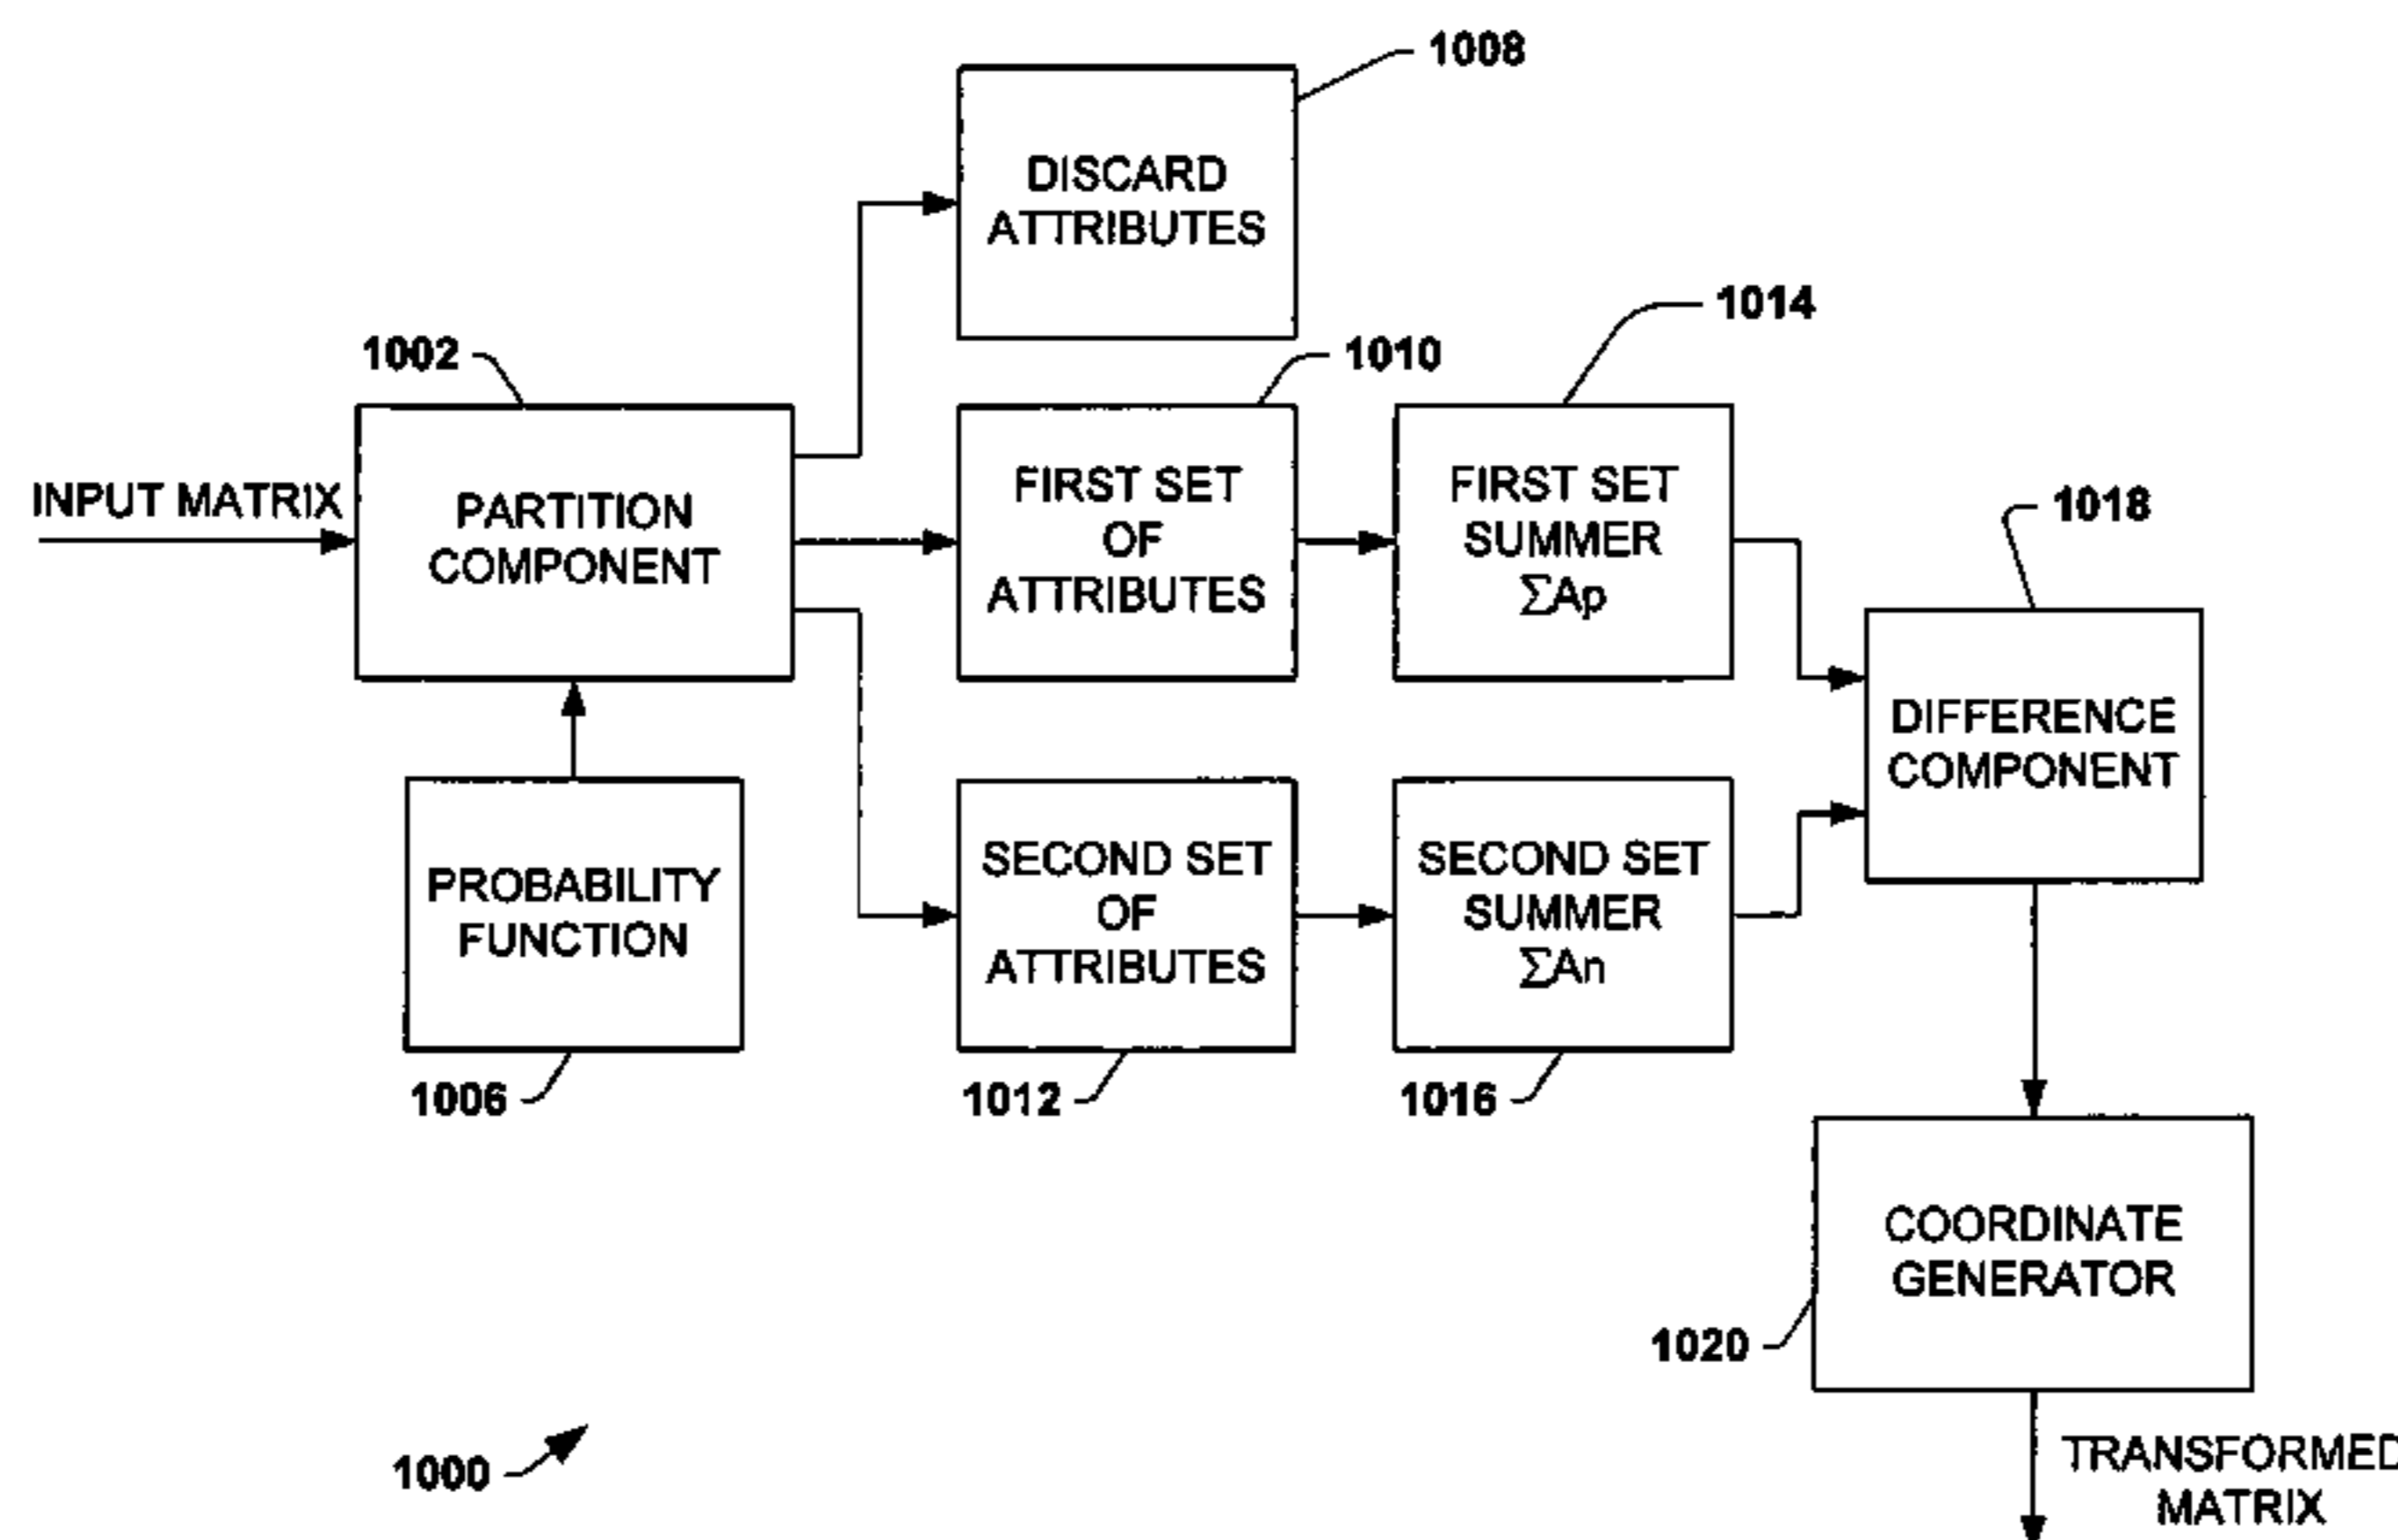 1008
DISCARD
ATTRIBUTES
1014
1002
1010
INPUT MATRIX
PARTITION
COMPONENT
FIRST SET
OF
ATTRIBUTES
FIRST SET
SUMMER
ΣAp
1018
DIFFERENCE
COMPONENT
PROBABILITY
FUNCTION
SECOND SET
OF
ATTRIBUTES
SECOND SET
SUMMER
ΣAn
1006
1012
1016
COORDINATE
GENERATOR
1020
1000
TRANSFORMED
MATRIX